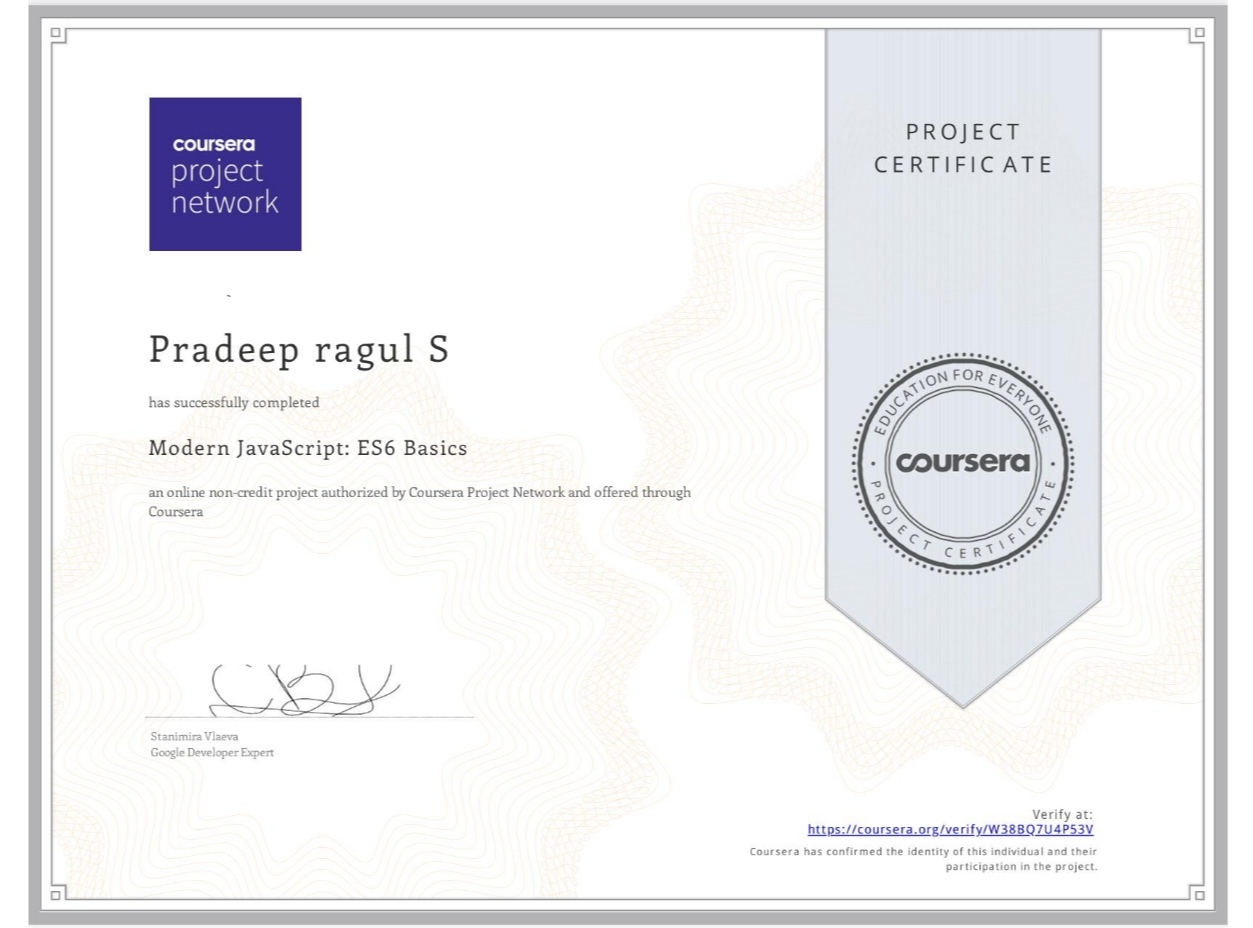 coursera
project
network
PROJECT
CERTIFICATE
Pradeep ragul S
has successfully completed
Modern JavaScript: ES6 Basics
an online non-credit project authorized by Coursera Project Network and offered through
Coursera
EDUCATION FOR EVERYONE
coursera
PROJECT CERTIFICATE
Stanimira Vlaeva
Google Developer Expert
Verify at:
https://coursera.org/verify/W38BQ7U4P53V
Coursera has confirmed the identity of this individual and their
participation in the project.